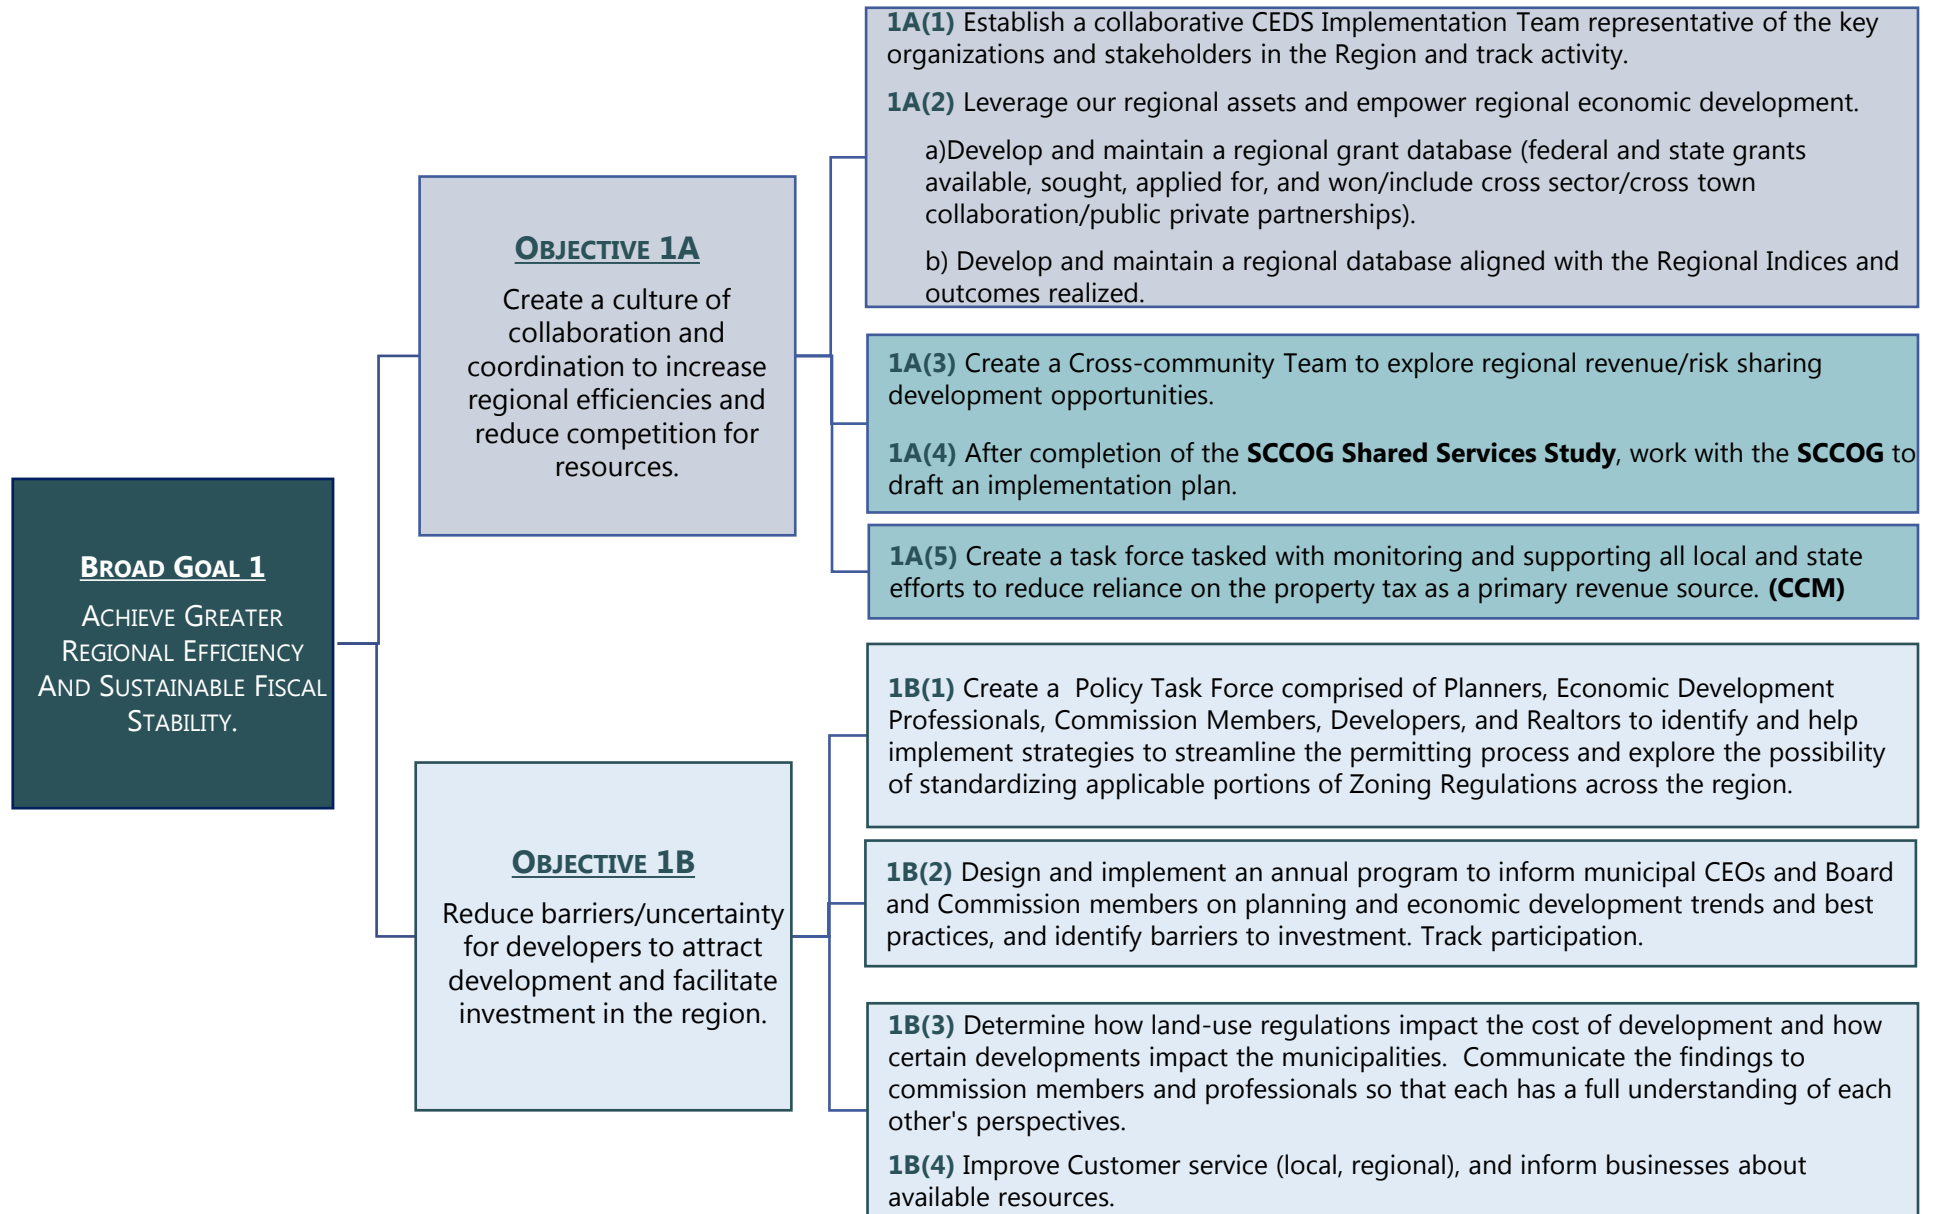 BROAD GOAL 1
ACHIEVE GREATER
REGIONAL EFFICIENCY
AND SUSTAINABLE FISCAL
STABILITY.
OBJECTIVE 1A
Create a culture of
collaboration and
coordination to increase
regional efficiencies and
reduce competition for
resources.
1A(1) Establish a collaborative CEDS Implementation Team representative of the key
organizations and stakeholders in the Region and track activity.
1A(2) Leverage our regional assets and empower regional economic development.
a)Develop and maintain a regional grant database (federal and state grants
available, sought, applied for, and won/include cross sector/cross town
collaboration/public private partnerships).
b) Develop and maintain a regional database aligned with the Regional Indices and
outcomes realized.
1A(3) Create a Cross-community Team to explore regional revenue/risk sharing
development opportunities.
1A(4) After completion of the SCCOG Shared Services Study, work with the SCCOG to
draft an implementation plan.
1A(5) Create a task force tasked with monitoring and supporting all local and state
efforts to reduce reliance on the property tax as a primary revenue source. (CCM)
OBJECTIVE 1B
Reduce barriers/uncertainty
for developers to attract
development and facilitate
investment in the region.
1B(1) Create a  Policy Task Force comprised of Planners, Economic Development
Professionals, Commission Members, Developers, and Realtors to identify and help
implement strategies to streamline the permitting process and explore the possibility
of standardizing applicable portions of Zoning Regulations across the region.
1B(2) Design and implement an annual program to inform municipal CEOs and Board
and Commission members on planning and economic development trends and best
practices, and identify barriers to investment. Track participation.
1B(3) Determine how land-use regulations impact the cost of development and how
certain developments impact the municipalities.  Communicate the findings to
commission members and professionals so that each has a full understanding of each
other's perspectives.
1B(4) Improve Customer service (local, regional), and inform businesses about
available resources.